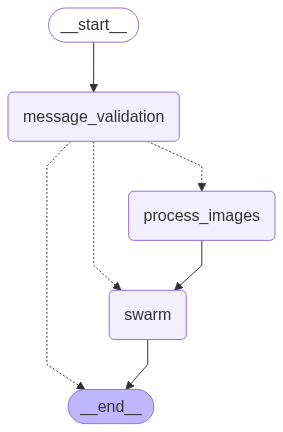 __start__
message_validation
process_images
swarm
__end__